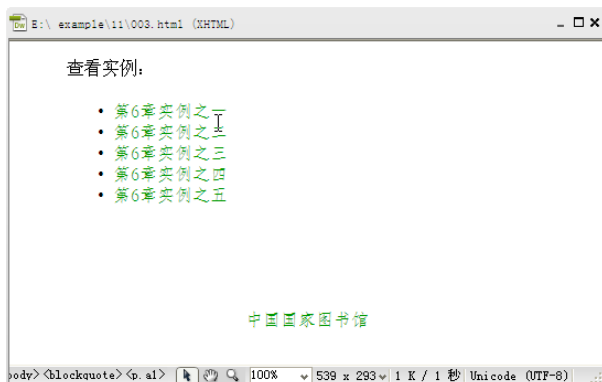 E:\ example\11\003.html (XHTML)
查看实例：
• 第6章实例之一
• 第6章实例之二
• 第6章实例之三
• 第6章实例之四
• 第6章实例之五
中国国家图书馆
ody> <blockquote> <p.a1> 100% 539 x 293 1 K / 1 秒 Unicode (UTF-8)